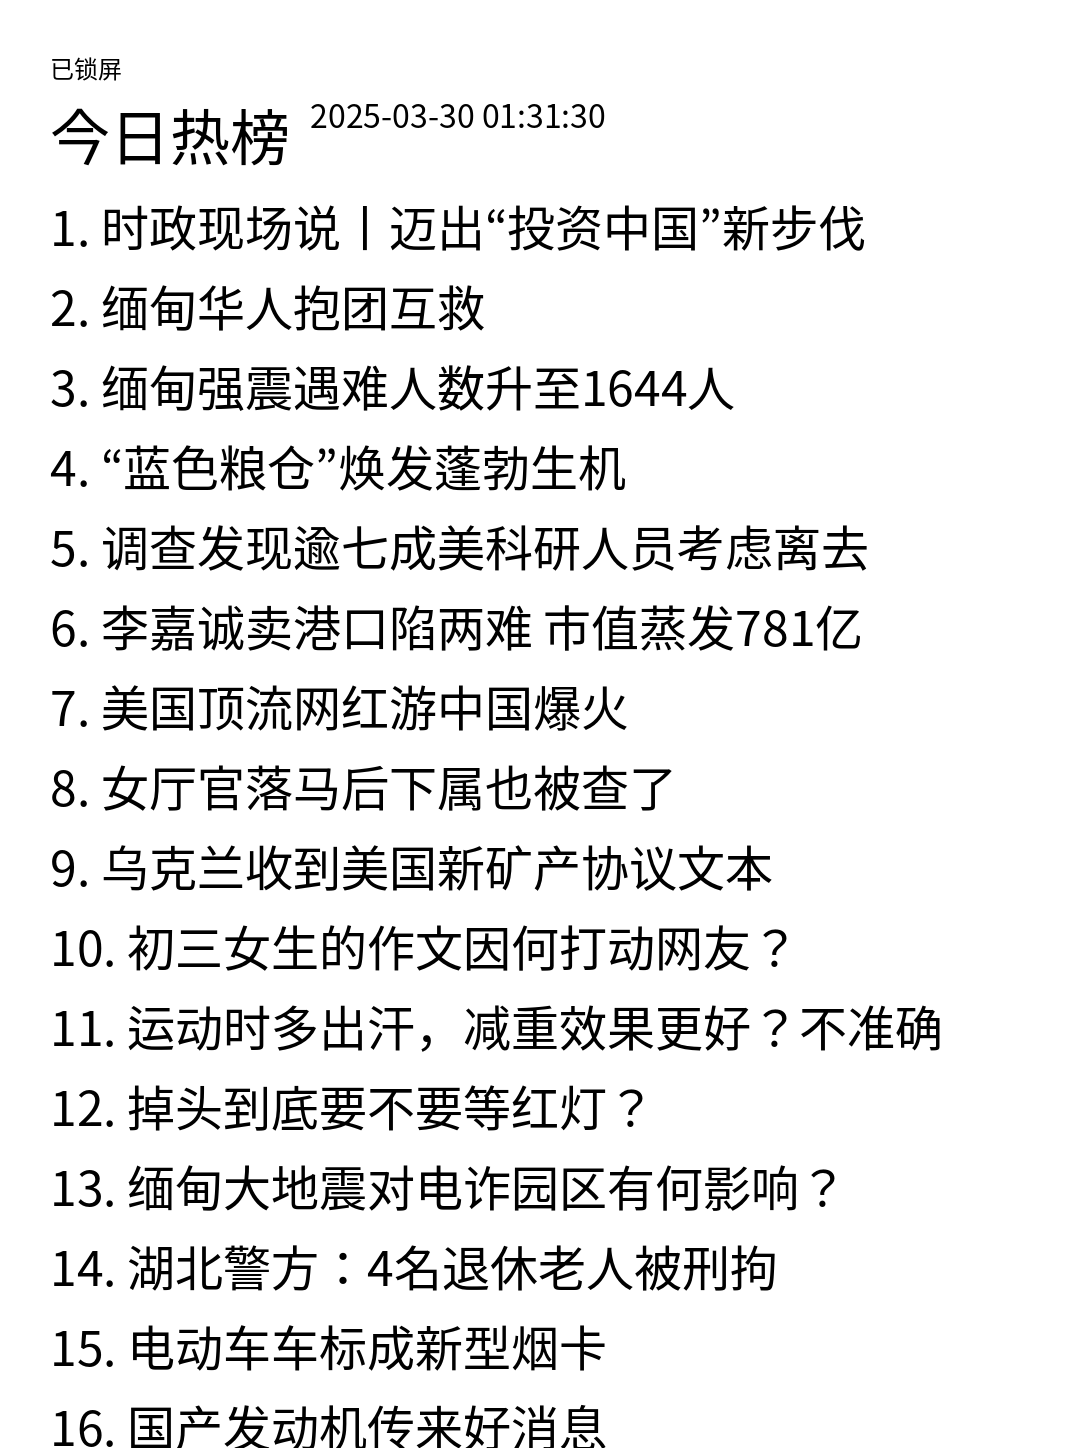 已锁屏
今日热榜 2025-03-30 01:31:30
1. 时政现场说丨迈出“投资中国”新步伐
2. 缅甸华人抱团互救
3. 缅甸强震遇难人数升至1644人
4. “蓝色粮仓”焕发蓬勃生机
5. 调查发现逾七成美科研人员考虑离去
6. 李嘉诚卖港口陷两难 市值蒸发781亿
7. 美国顶流网红游中国爆火
8. 女厅官落马后下属也被查了
9. 乌克兰收到美国新矿产协议文本
10. 初三女生的作文因何打动网友？
11. 运动时多出汗，减重效果更好？不准确
12. 掉头到底要不要等红灯？
13. 缅甸大地震对电诈园区有何影响？
14. 湖北警方：4名退休老人被刑拘
15. 电动车车标成新型烟卡
16. 国产发动机传来好消息